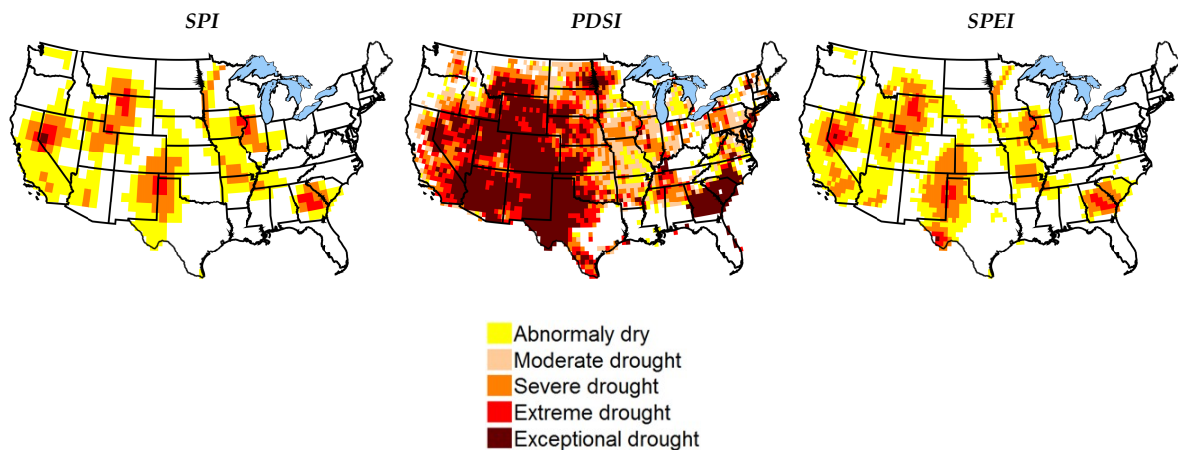 SPI
PDSI
SPEI
Abnormaly dry
Moderate drought
Severe drought
Extreme drought
Exceptional drought